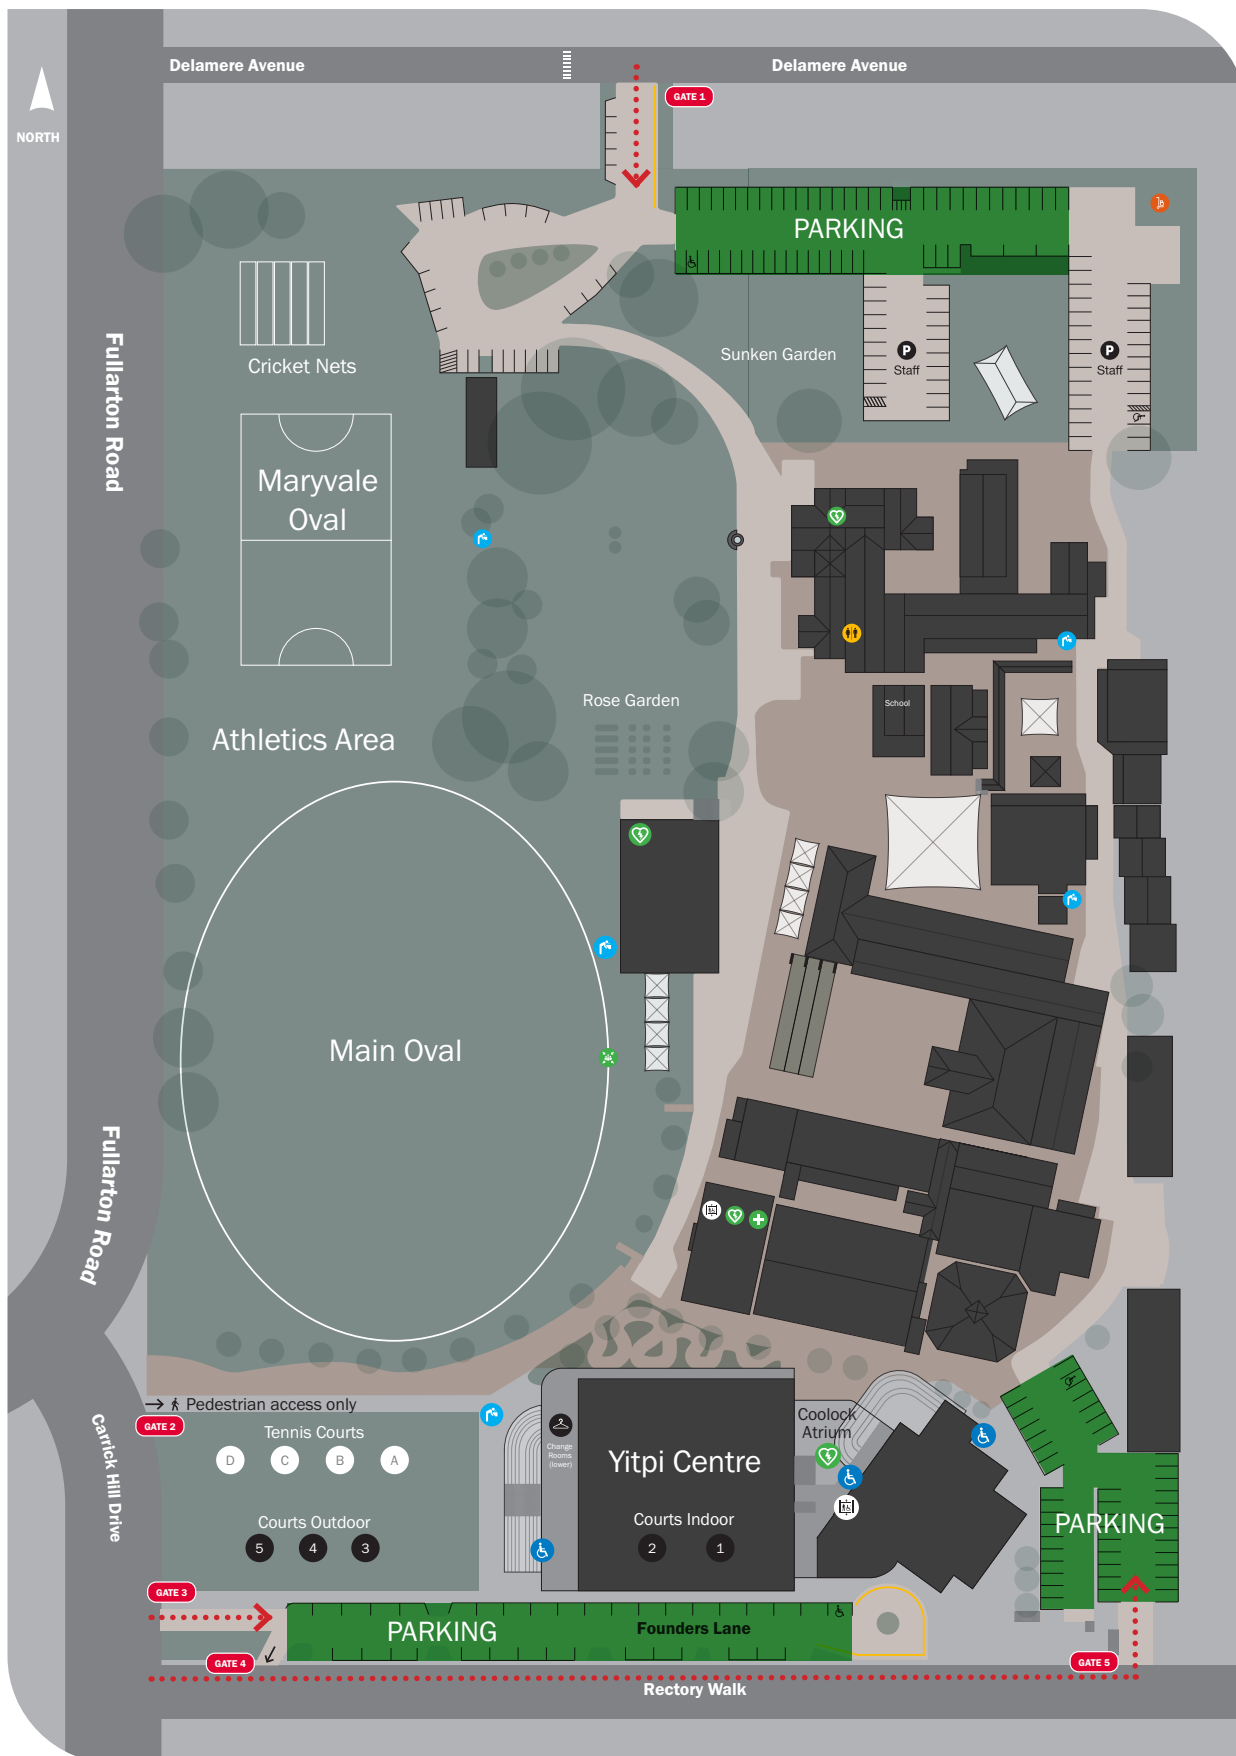 Delamere Avenue
Delamere Avenue
GATE 1
NORTH
PARKING
Fullarton Road
Cricket Nets
Sunken Garden
P
Staff
P
Staff
Maryvale
Oval
Rose Garden
School
Athletics Area
Main Oval
Fullarton Road
Pedestrian access only
GATE 2
Carrick Hill Drive
Tennis Courts
D
C
B
A
Change
Rooms
(lower)
Coolock
Atrium
Yitpi Centre
Courts Outdoor
5
4
3
Courts Indoor
2
1
PARKING
GATE 3
PARKING
Founders Lane
GATE 4
GATE 5
Rectory Walk